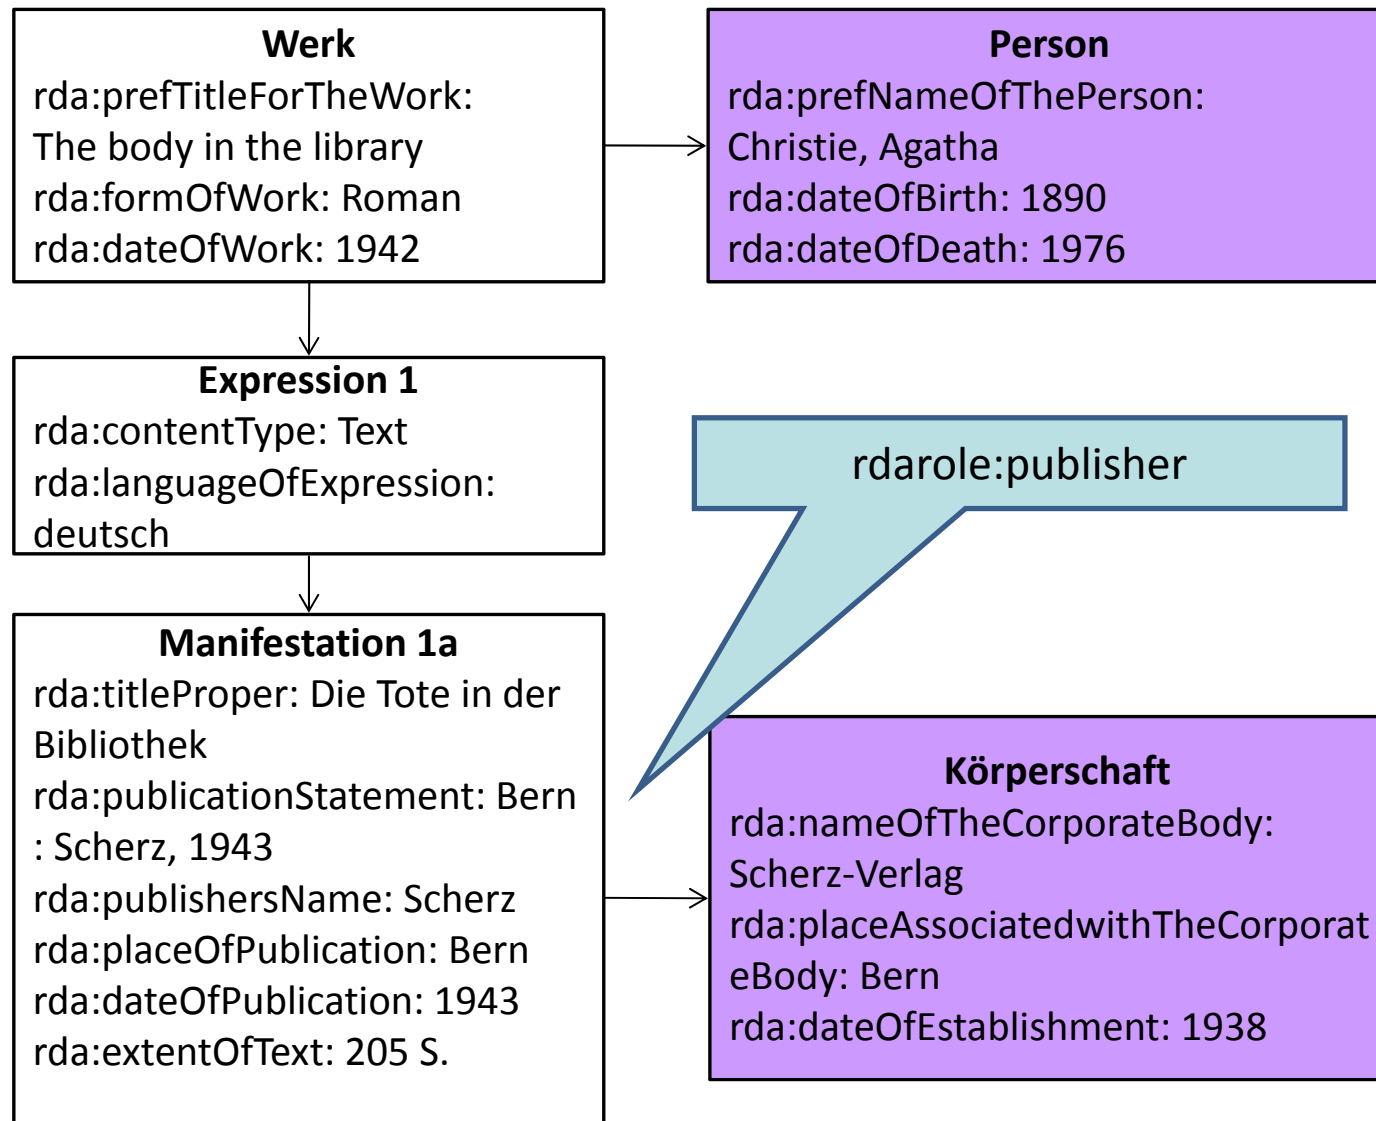 Werk
rda:prefTitleForTheWork:
The body in the library
rda:formOfWork: Roman
rda:dateOfWork: 1942
Person
rda:prefNameOfThePerson:
Christie, Agatha
rda:dateOfBirth: 1890
rda:dateOfDeath: 1976
Expression 1
rda:contentType: Text
rda:languageOfExpression:
deutsch
rdarole:publisher
Manifestation 1a
rda:titleProper: Die Tote in der
Bibliothek
rda:publicationStatement: Bern
: Scherz, 1943
rda:publishersName: Scherz
rda:placeOfPublication: Bern
rda:dateOfPublication: 1943
rda:extentOfText: 205 S.
Körperschaft
rda:nameOfTheCorporateBody:
Scherz-Verlag
rda:placeAssociatedwithTheCorporat
eBody: Bern
rda:dateOfEstablishment: 1938